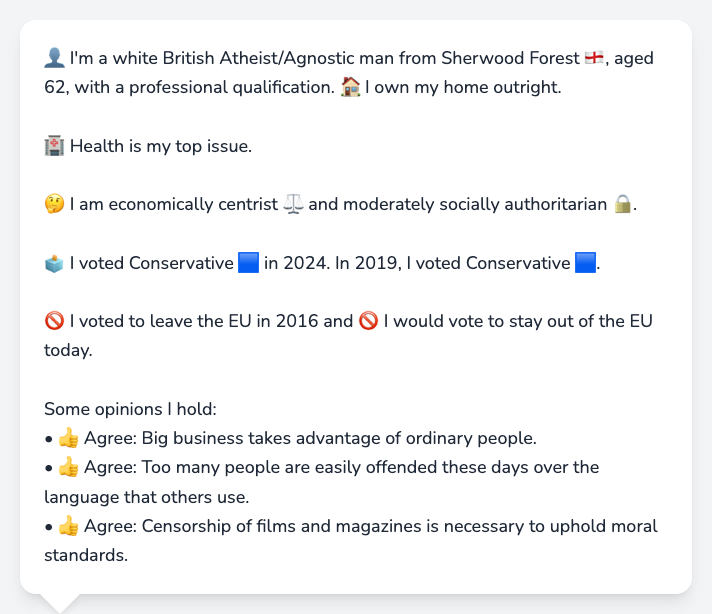 👤 I'm a white British Atheist/Agnostic man from Sherwood Forest 🏴󠁧󠁢󠁥󠁮󠁧󠁿, aged
62, with a professional qualification. 🏠 I own my home outright.
🏥 Health is my top issue.
🤔 I am economically centrist ⚖️ and moderately socially authoritarian 🔒.
🗳️ I voted Conservative 🟦 in 2024. In 2019, I voted Conservative 🟦.
🚫 I voted to leave the EU in 2016 and 🚫 I would vote to stay out of the EU
today.
Some opinions I hold:
• 👍 Agree: Big business takes advantage of ordinary people.
• 👍 Agree: Too many people are easily offended these days over the
language that others use.
• 👍 Agree: Censorship of films and magazines is necessary to uphold moral
standards.